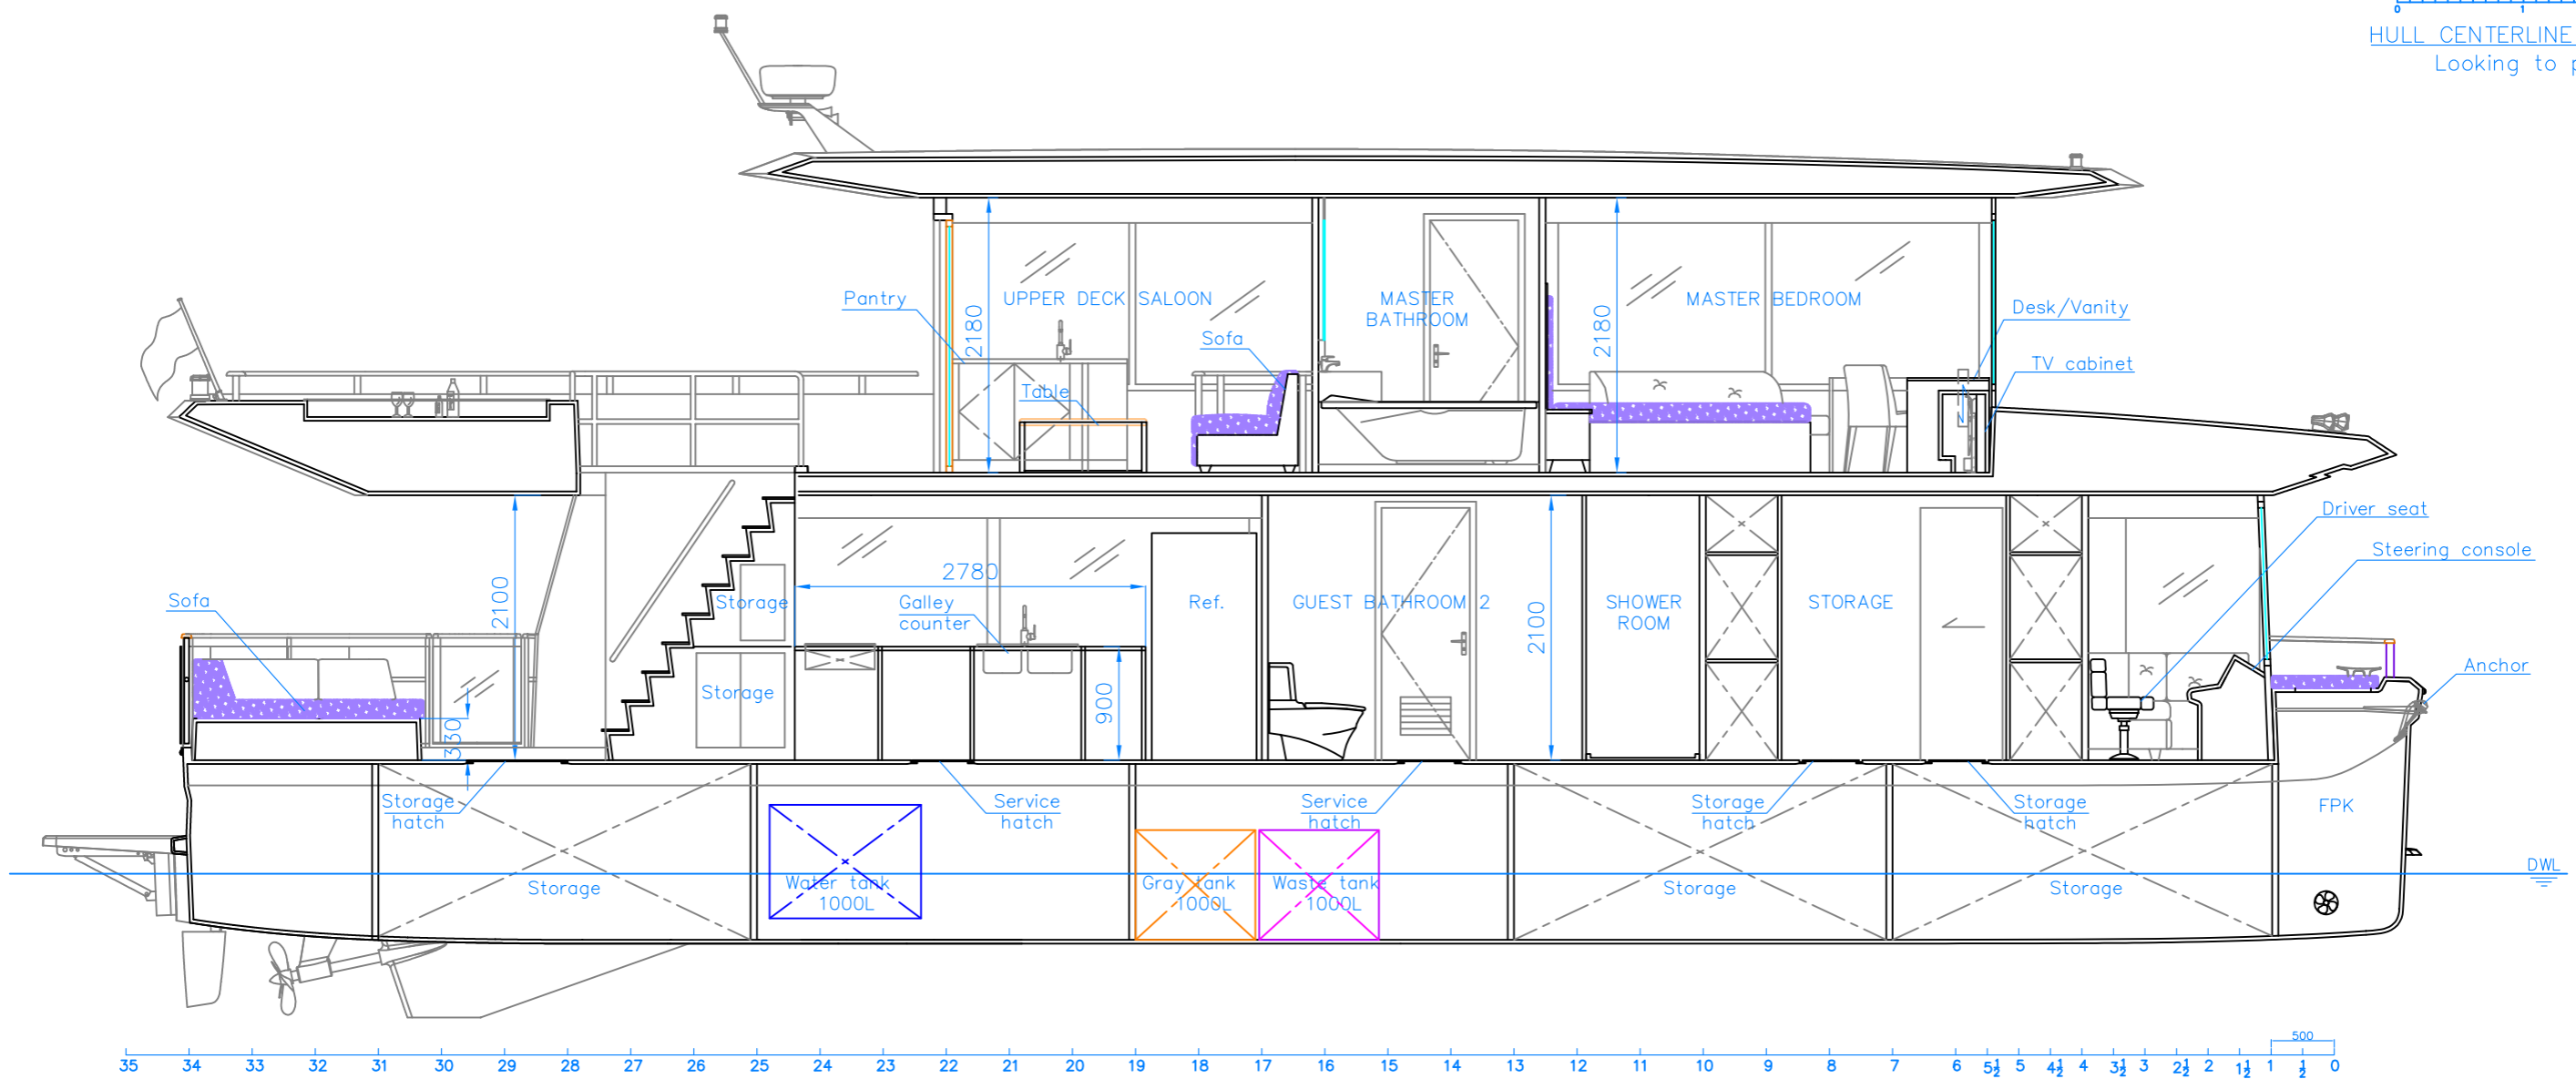 0 1
HULL CENTERLINE
Looking to p
Pantry
UPPER DECK SALOON
2180
Sofa
Table
MASTER
BATHROOM
2180
MASTER BEDROOM
Desk/Vanity
TV cabinet
Driver seat
Steering console
Anchor
Sofa
2100
330
Storage
Storage
2780
Galley
counter
900
Ref.
GUEST BATHROOM 2
2100
SHOWER
ROOM
STORAGE
Storage
hatch
Service
hatch
Service
hatch
Storage
hatch
Storage
hatch
FPK
DWL
Storage
Water tank
1000L
Gray tank
1000L
Waste tank
1000L
Storage
Storage
500
35 34 33 32 31 30 29 28 27 26 25 24 23 22 21 20 19 18 17 16 15 14 13 12 11 10 9 8 7 6 5½ 5 4½ 4 3½ 3 2½ 2 1½ 1 ½ 0